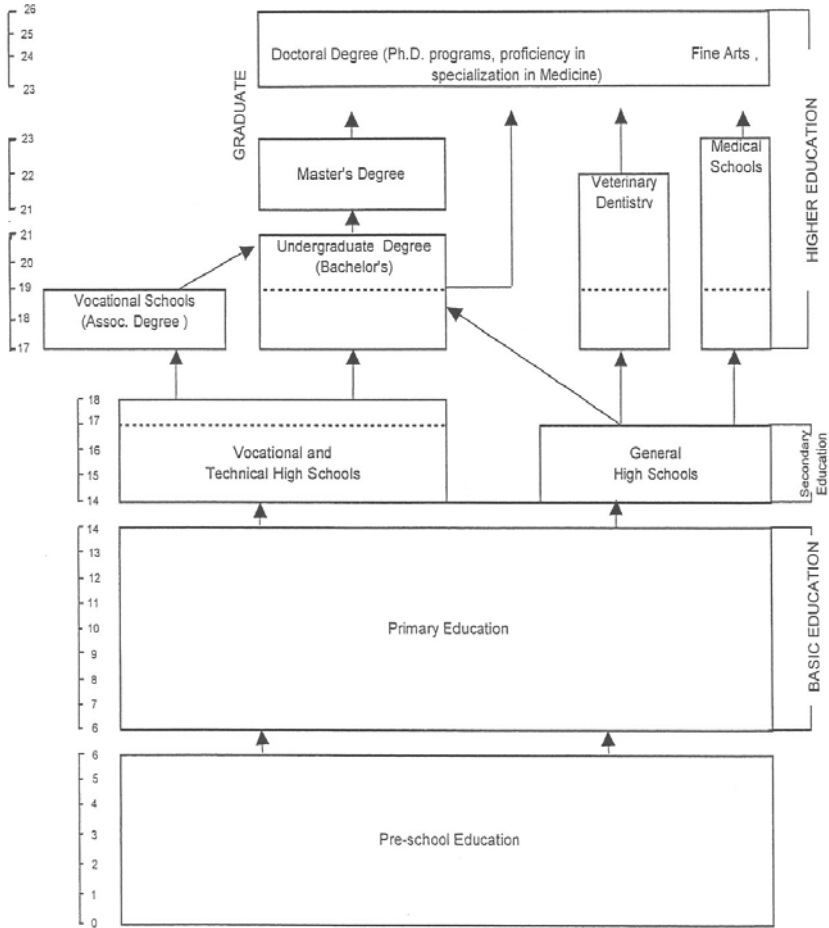 26
25
24
23
Doctoral Degree (Ph.D. programs, proficiency in Fine Arts ,
specialization in Medicine)
GRADUATE
HIGHER EDUCATION
23
22
21
Master's Degree
Veterinary
Dentistry
Medical
Schools
21
20
19
18
17
Undergraduate Degree
(Bachelor's)
Vocational Schools
(Assoc. Degree )
18
17
16
15
14
Vocational and
Technical High Schools
General
High Schools
Secondary
Education
14
13
12
11
10
9
8
7
6
Primary Education
BASIC EDUCATION
6
5
4
3
2
1
0
Pre-school Education